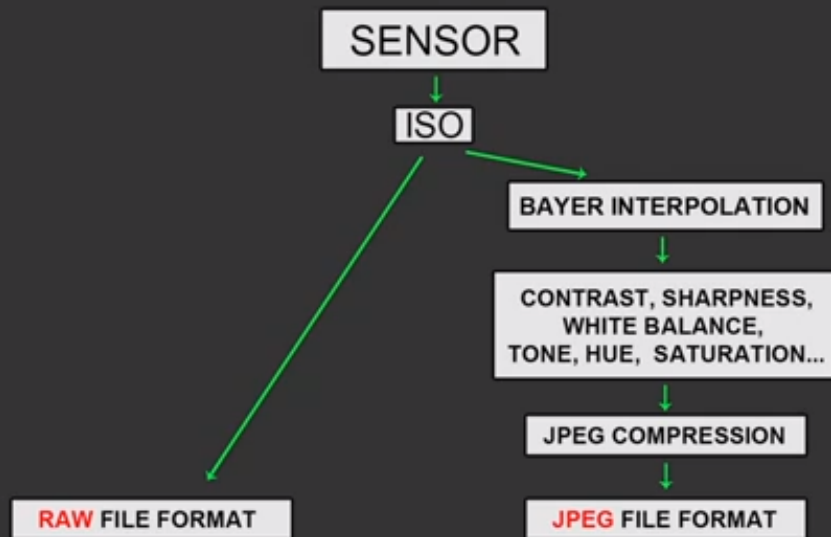 SENSOR
ISO
BAYER INTERPOLATION
CONTRAST, SHARPNESS,
WHITE BALANCE,
TONE, HUE, SATURATION...
JPEG COMPRESSION
RAW FILE FORMAT
JPEG FILE FORMAT